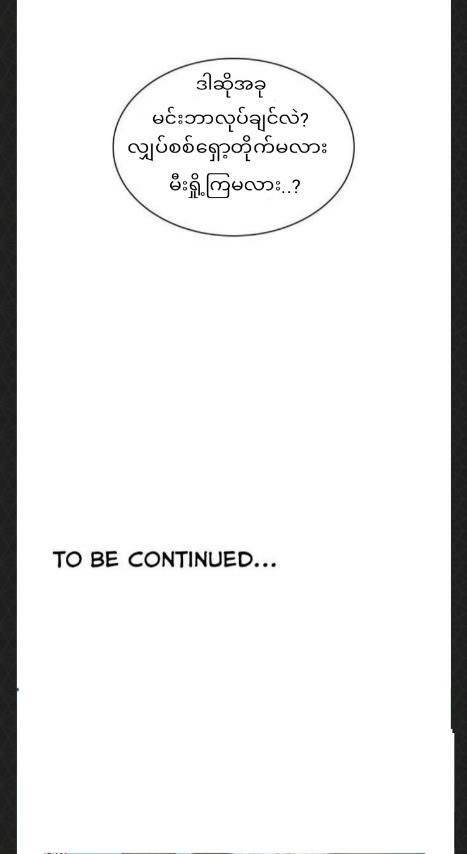 ဒါဆိုအခု
မင်းဘာလုပ်ချင်လဲ?
လျှပ်စစ်ရှော့တိုက်မလား
မီးရှို့ကြမလား..?
TO BE CONTINUED...